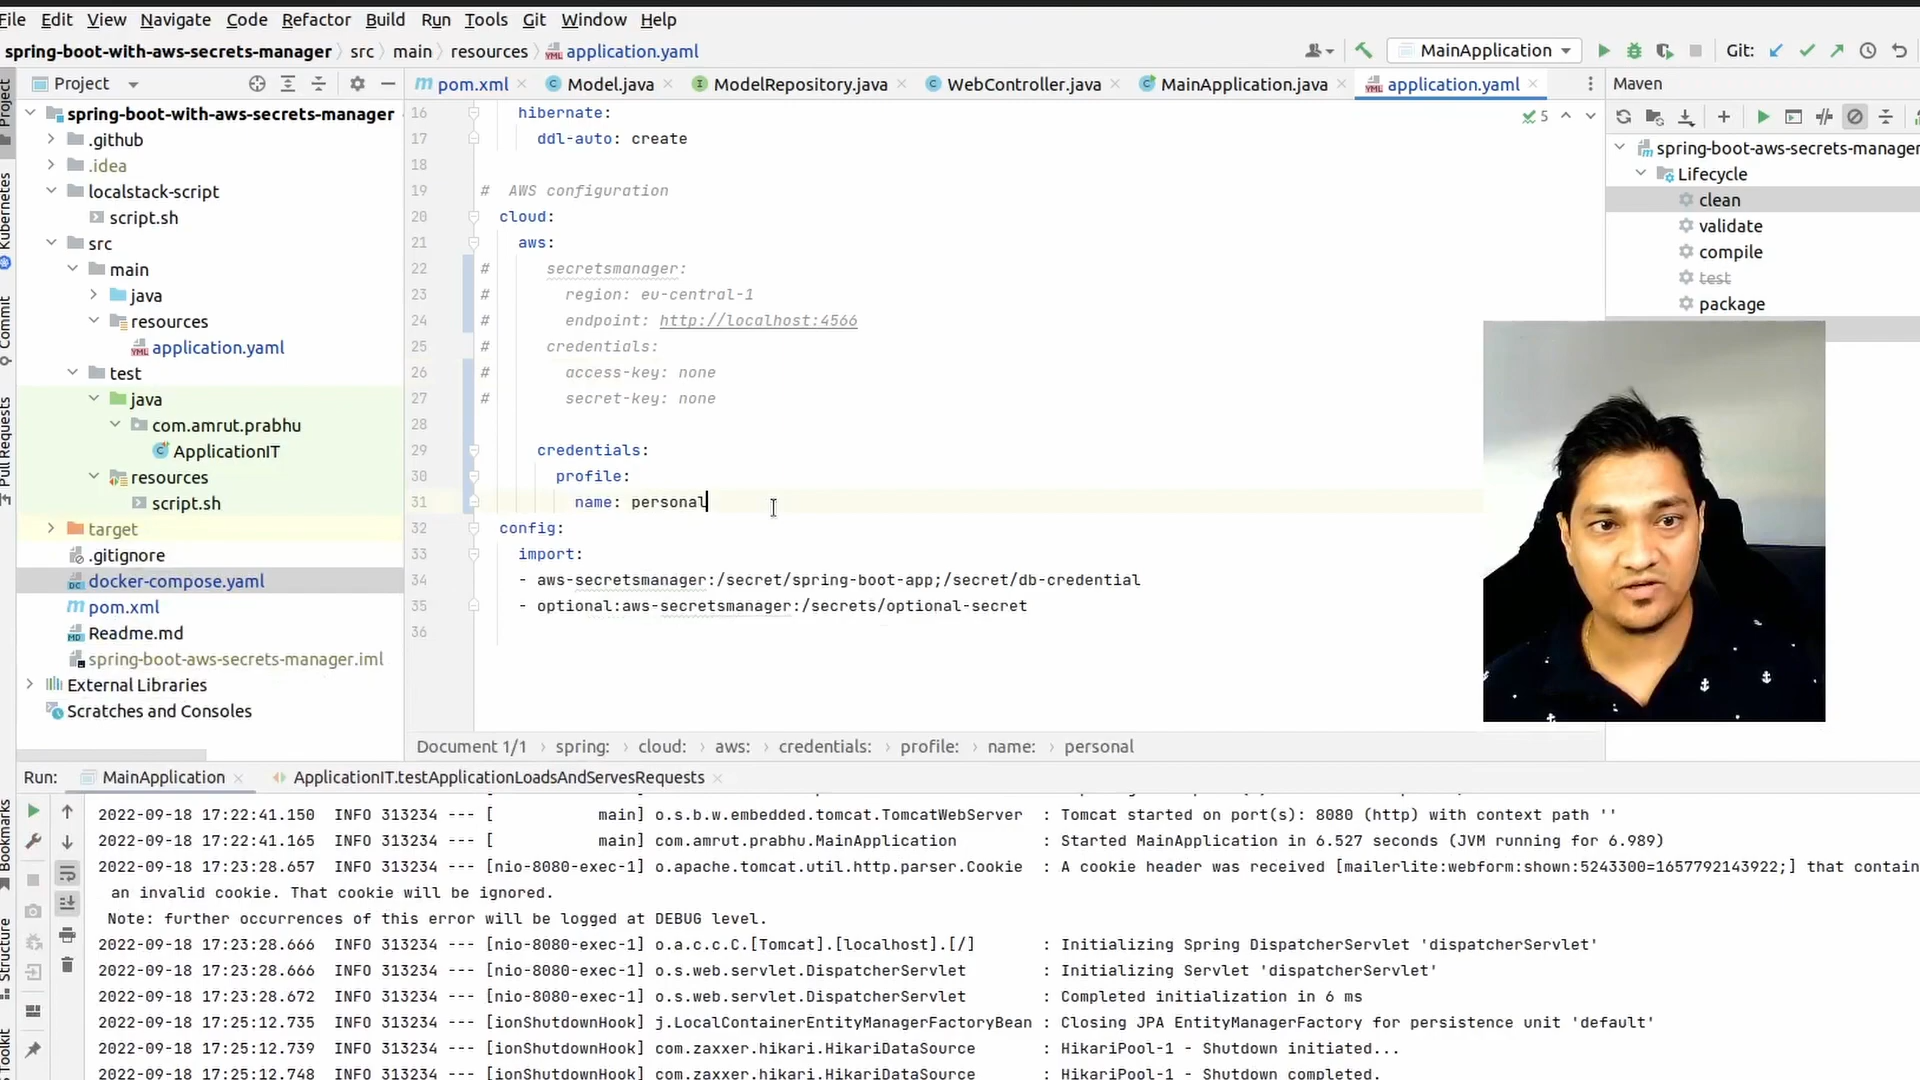 File Edit View Navigate Code Refactor Build Run Tools Git Window Help
spring-boot-with-aws-secrets-manager src main resources application.yaml MainApplication Git:
Project pom.xml Model.java ModelRepository.java WebController.java MainApplication.java application.yaml Maven
Project
Kubernetes
Commit
Pull Requests
Bookmarks
Structure
Toolkit
spring-boot-with-aws-secrets-manager
.github
.idea
localstack-script
script.sh
src
main
java
resources
application.yaml
test
java
com.amrut.prabhu
ApplicationIT
resources
script.sh
target
.gitignore
docker-compose.yaml
pom.xml
Readme.md
spring-boot-aws-secrets-manager.iml
External Libraries
Scratches and Consoles
5
16 hibernate:
17 ddl-auto: create
18
19 # AWS configuration
20 cloud:
21 aws:
22 # secretsmanager:
23 # region: eu-central-1
24 # endpoint: http://localhost:4566
25 # credentials:
26 # access-key: none
27 # secret-key: none
28
29 credentials:
30 profile:
31 name: personal
32 config:
33 import:
34 - aws-secretsmanager:/secret/spring-boot-app;/secret/db-credential
35 - optional:aws-secretsmanager:/secrets/optional-secret
36
Document 1/1 spring: cloud: aws: credentials: profile: name: personal
spring-boot-aws-secrets-manager
Lifecycle
clean
validate
compile
test
package
Run: MainApplication ApplicationIT.testApplicationLoadsAndServesRequests
2022-09-18 17:22:41.150 INFO 313234 --- [ main] o.s.b.w.embedded.tomcat.TomcatWebServer : Tomcat started on port(s): 8080 (http) with context path ''
2022-09-18 17:22:41.165 INFO 313234 --- [ main] com.amrut.prabhu.MainApplication : Started MainApplication in 6.527 seconds (JVM running for 6.989)
2022-09-18 17:23:28.657 INFO 313234 --- [nio-8080-exec-1] o.apache.tomcat.util.http.parser.Cookie : A cookie header was received [mailerlite:webform:shown:5243300=1657792143922;] that contain
an invalid cookie. That cookie will be ignored.
Note: further occurrences of this error will be logged at DEBUG level.
2022-09-18 17:23:28.666 INFO 313234 --- [nio-8080-exec-1] o.a.c.c.C.[Tomcat].[localhost].[/] : Initializing Spring DispatcherServlet 'dispatcherServlet'
2022-09-18 17:23:28.666 INFO 313234 --- [nio-8080-exec-1] o.s.web.servlet.DispatcherServlet : Initializing Servlet 'dispatcherServlet'
2022-09-18 17:23:28.672 INFO 313234 --- [nio-8080-exec-1] o.s.web.servlet.DispatcherServlet : Completed initialization in 6 ms
2022-09-18 17:25:12.735 INFO 313234 --- [ionShutdownHook] j.LocalContainerEntityManagerFactoryBean : Closing JPA EntityManagerFactory for persistence unit 'default'
2022-09-18 17:25:12.739 INFO 313234 --- [ionShutdownHook] com.zaxxer.hikari.HikariDataSource : HikariPool-1 - Shutdown initiated...
2022-09-18 17:25:12.748 INFO 313234 --- [ionShutdownHook] com.zaxxer.hikari.HikariDataSource : HikariPool-1 - Shutdown completed.